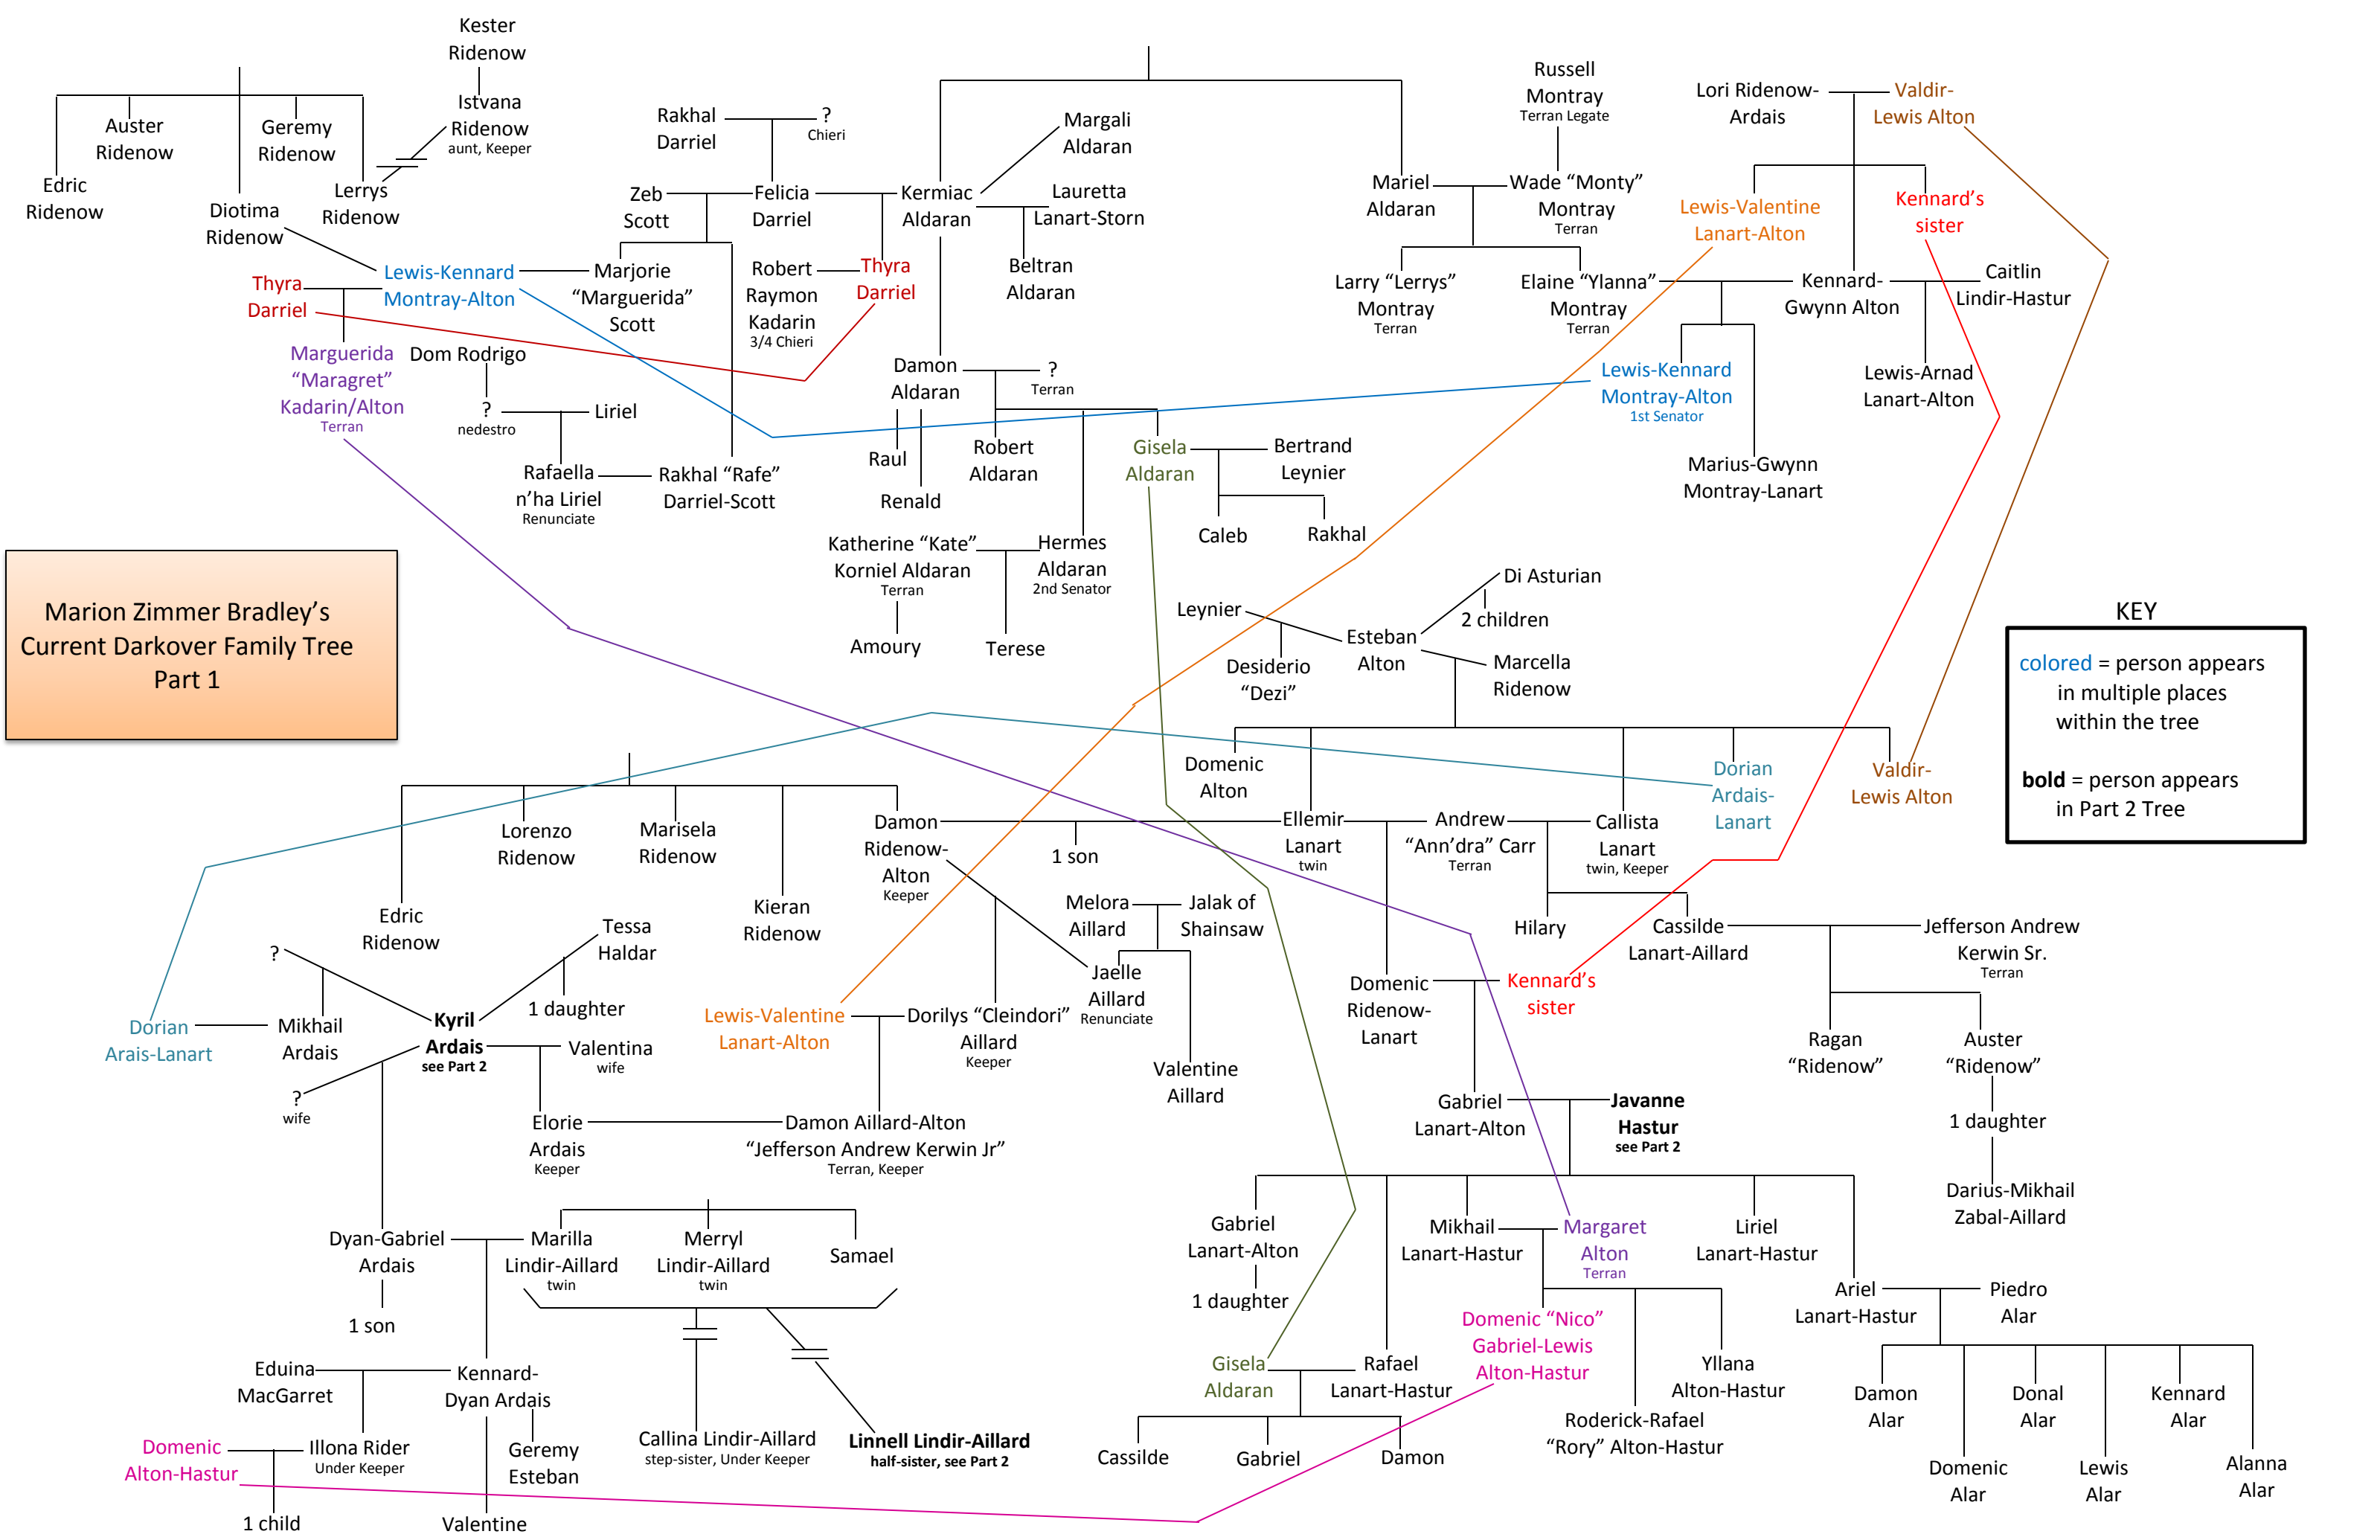 Kester
Ridenow
Istvana
Ridenow
aunt, Keeper
Auster
Ridenow
Geremy
Ridenow
Edric
Ridenow
Diotima
Ridenow
Lerrys
Ridenow
Rakhal
Darriel
?
Chieri
Margali
Aldaran
Zeb
Scott
Felicia
Darriel
Kermiac
Aldaran
Lauretta
Lanart-Storn
Mariel
Aldaran
Russell
Montray
Terran Legate
Wade “Monty”
Montray
Terran
Lori Ridenow-
Ardais
Valdir-
Lewis Alton
Lewis-Valentine
Lanart-Alton
Kennard’s
sister
Thyra
Darriel
Lewis-Kennard
Montray-Alton
Marjorie
“Marguerida”
Scott
Robert
Raymon
Kadarin
3/4 Chieri
Thyra
Darriel
Beltran
Aldaran
Larry “Lerrys”
Montray
Terran
Elaine “Ylanna”
Montray
Terran
Kennard-
Gwynn Alton
Caitlin
Lindir-Hastur
Marguerida
“Maragret”
Kadarin/Alton
Terran
Dom Rodrigo
?
nedestro
Liriel
Damon
Aldaran
?
Terran
Lewis-Kennard
Montray-Alton
1st Senator
Lewis-Arnad
Lanart-Alton
Rafaella
n’ha Liriel
Renunciate
Rakhal “Rafe”
Darriel-Scott
Raul
Renald
Robert
Aldaran
Gisela
Aldaran
Bertrand
Leynier
Marius-Gwynn
Montray-Lanart
Caleb
Rakhal
Katherine “Kate”
Korniel Aldaran
Terran
Hermes
Aldaran
2nd Senator
Amoury
Terese
Marion Zimmer Bradley’s
Current Darkover Family Tree
Part 1
Leynier
Di Asturian
2 children
Esteban
Alton
Desiderio
“Dezi”
Marcella
Ridenow
KEY
colored = person appears
in multiple places
within the tree
bold = person appears
in Part 2 Tree
Domenic
Alton
Dorian
Ardais-
Lanart
Valdir-
Lewis Alton
Lorenzo
Ridenow
Marisela
Ridenow
Damon
Ridenow-
Alton
Keeper
1 son
Ellemir
Lanart
twin
Andrew
“Ann’dra” Carr
Terran
Callista
Lanart
twin, Keeper
Edric
Ridenow
Kieran
Ridenow
Melora
Aillard
Jalak of
Shainsaw
Hilary
Cassilde
Lanart-Aillard
Jefferson Andrew
Kerwin Sr.
Terran
?
Tessa
Haldar
1 daughter
Jaelle
Aillard
Renunciate
Domenic
Ridenow-
Lanart
Kennard’s
sister
Dorian
Arais-Lanart
Mikhail
Ardais
Kyril
Ardais
see Part 2
Valentina
wife
Lewis-Valentine
Lanart-Alton
Dorilys “Cleindori”
Aillard
Keeper
Valentine
Aillard
Ragan
“Ridenow”
Auster
“Ridenow”
?
wife
Elorie
Ardais
Keeper
Damon Aillard-Alton
“Jefferson Andrew Kerwin Jr”
Terran, Keeper
Gabriel
Lanart-Alton
Javanne
Hastur
see Part 2
1 daughter
Darius-Mikhail
Zabal-Aillard
Dyan-Gabriel
Ardais
1 son
Marilla
Lindir-Aillard
twin
Merryl
Lindir-Aillard
twin
Samael
Gabriel
Lanart-Alton
1 daughter
Mikhail
Lanart-Hastur
Margaret
Alton
Terran
Liriel
Lanart-Hastur
Ariel
Lanart-Hastur
Piedro
Alar
Eduina
MacGarret
Kennard-
Dyan Ardais
Gisela
Aldaran
Rafael
Lanart-Hastur
Domenic “Nico”
Gabriel-Lewis
Alton-Hastur
Yllana
Alton-Hastur
Roderick-Rafael
“Rory” Alton-Hastur
Damon
Alar
Donal
Alar
Kennard
Alar
Domenic
Alton-Hastur
Illona Rider
Under Keeper
Geremy
Esteban
Callina Lindir-Aillard
step-sister, Under Keeper
Linnell Lindir-Aillard
half-sister, see Part 2
Cassilde
Gabriel
Damon
Domenic
Alar
Lewis
Alar
Alanna
Alar
1 child
Valentine